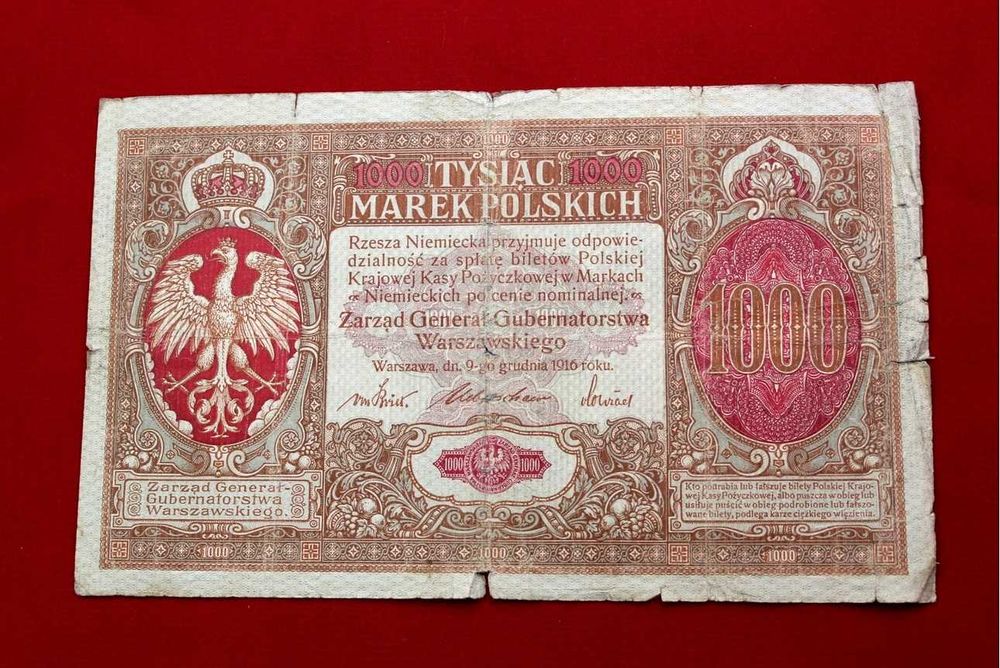 1000
1000 TYSIĄC 1000
MAREK POLSKICH
Rzesza Niemiecka przyjmuje odpowie-
dzialność za spłatę biletów Polskiej
Krajowej Kasy Pożyczkowej w Markach
Niemieckich po cenie nominalnej.
Zarząd General-Gubernatorstwa
Warszawskiego
Warszawa, dn. 9-go grudnia 1916 roku.
1000 1000
1000
Zarząd General-
Gubernatorstwa
Warszawskiego.
Kto podrabia lub fałszuje bilety Polskiej Krajo-
wej Kasy Pożyczkowej, albo puszcza w obieg lub
usiłuje puścić w obieg podrobione lub fałszo-
wane bilety, podlega karze ciężkiego więzienia.
1000 1000 1000